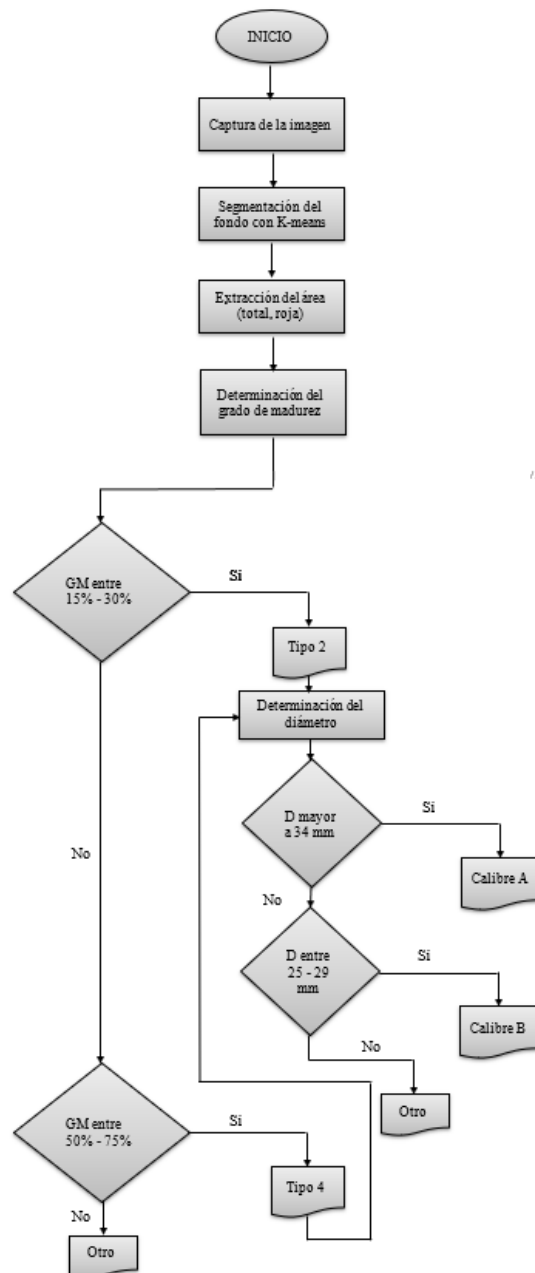 INICIO
Captura de la imagen
Segmentación del
fondo con K-means
Extracción del área
(total, roja)
Determinación del
grado de madurez
GM entre
15% - 30%
Si
Tipo 2
Determinación del
diámetro
D mayor
a 34 mm
Si
Calibre A
No
No
D entre
25 - 29
mm
Si
Calibre B
No
Otro
GM entre
50% - 75%
Si
Tipo 4
No
Otro